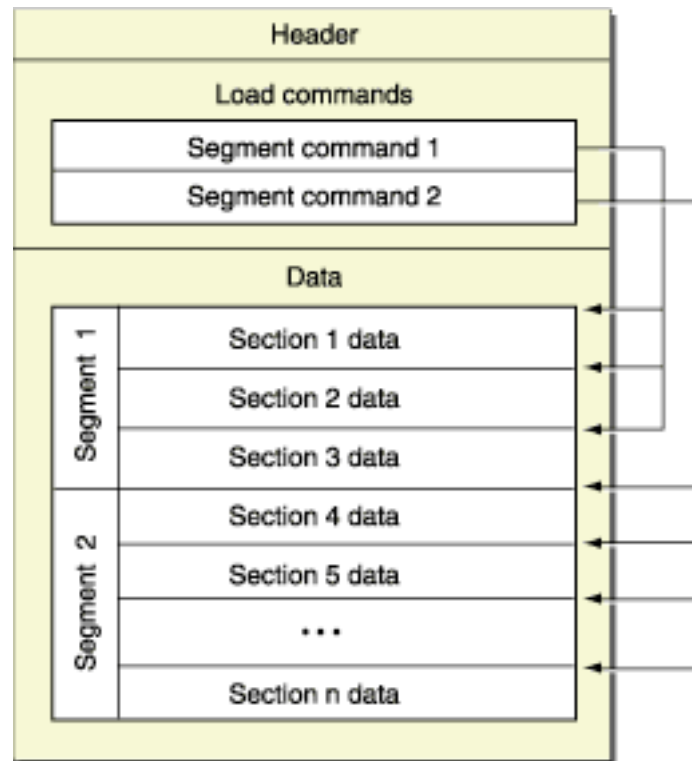 Header
Load commands
Segment command 1
Segment command 2
Data
Segment 1
Section 1 data
Section 2 data
Section 3 data
Segment 2
Section 4 data
Section 5 data
...
Section n data